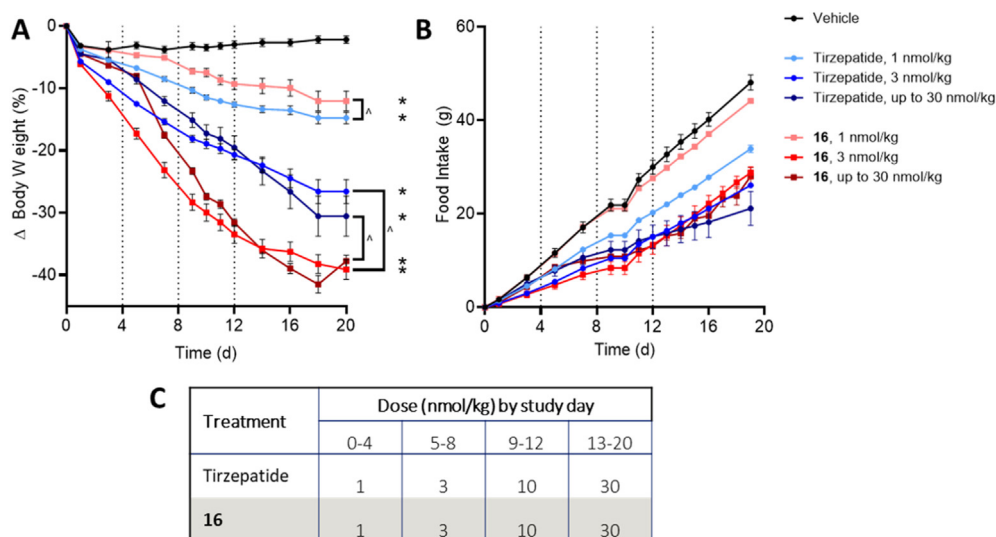 A
0
-10
-20
-30
-40
Δ Body W eight (%)
0 4 8 12 16 20
Time (d)
^
*
*
*
*
^
^
*
*
B
60
40
20
0
Food Intake (g)
0 4 8 12 16 20
Time (d)
Vehicle
Tirzepatide, 1 nmol/kg
Tirzepatide, 3 nmol/kg
Tirzepatide, up to 30 nmol/kg
16, 1 nmol/kg
16, 3 nmol/kg
16, up to 30 nmol/kg
C
Treatment
Dose (nmol/kg) by study day
0-4 5-8 9-12 13-20
Tirzepatide 1 3 10 30
16 1 3 10 30